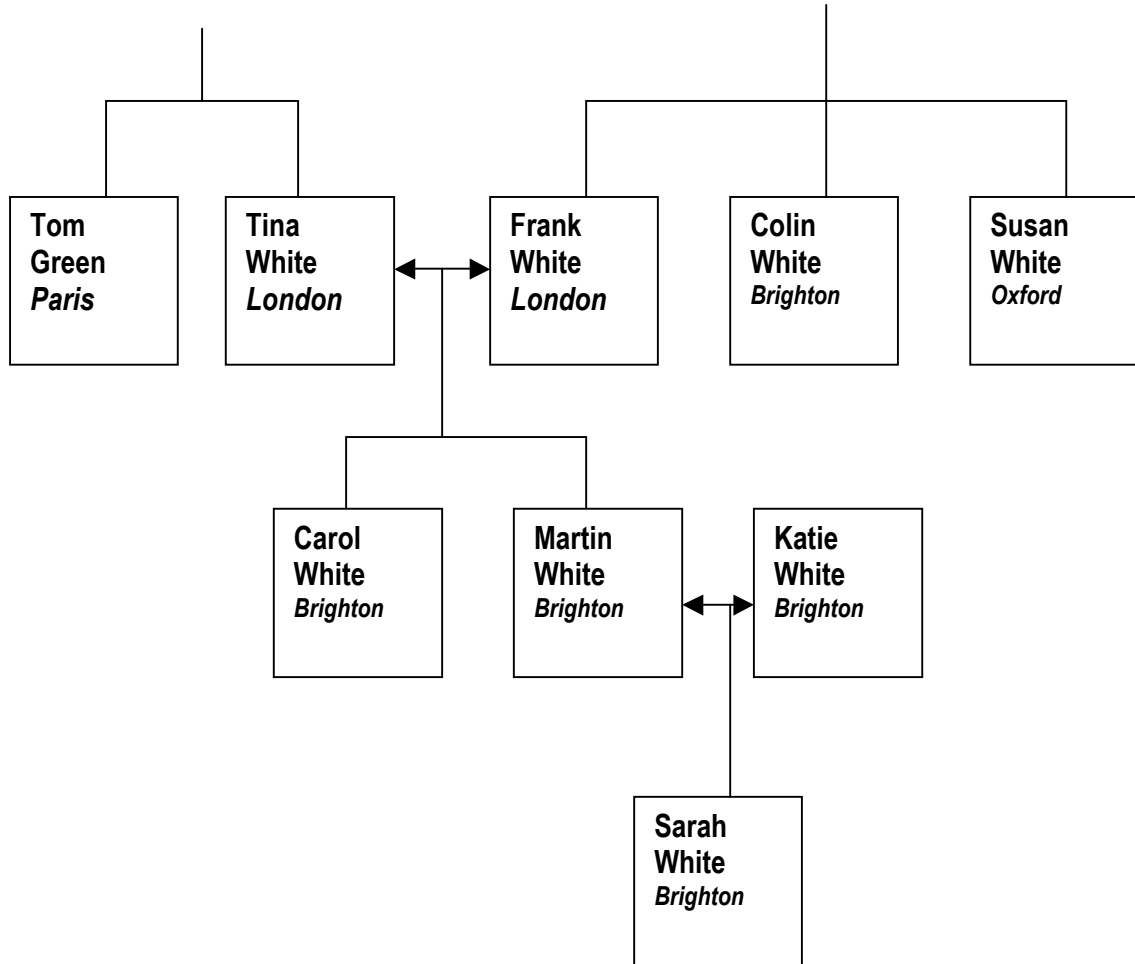 Tom
Green
Paris
Tina
White
London
Frank
White
London
Colin
White
Brighton
Susan
White
Oxford
Carol
White
Brighton
Martin
White
Brighton
Katie
White
Brighton
Sarah
White
Brighton